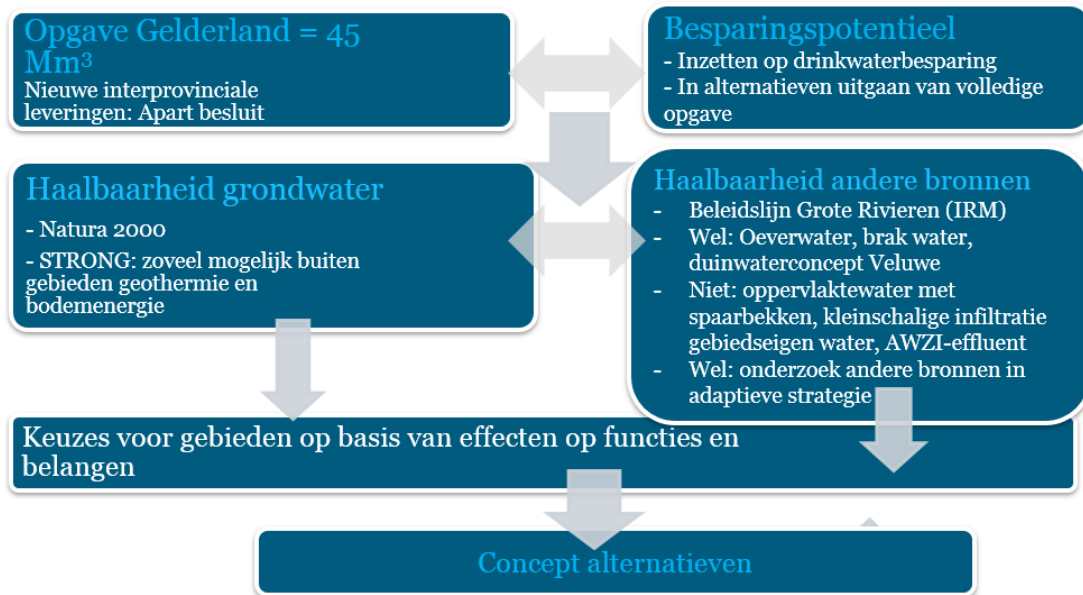 Opgave Gelderland = 45
Mm³
Nieuwe interprovinciale
leveringen: Apart besluit
Besparingspotentieel
- Inzetten op drinkwaterbesparing
- In alternatieven uitgaan van volledige
opgave
Haalbaarheid grondwater
- Natura 2000
- STRONG: zoveel mogelijk buiten
gebieden geothermie en
bodemenergie
Haalbaarheid andere bronnen
- Beleidslijn Grote Rivieren (IRM)
- Wel: Oeverwater, brak water,
duinwaterconcept Veluwe
- Niet: oppervlaktewater met
spaarbekken, kleinschalige infiltratie
gebiedseigen water, AWZI-effluent
- Wel: onderzoek andere bronnen in
adaptieve strategie
Keuzes voor gebieden op basis van effecten op functies en
belangen
Concept alternatieven